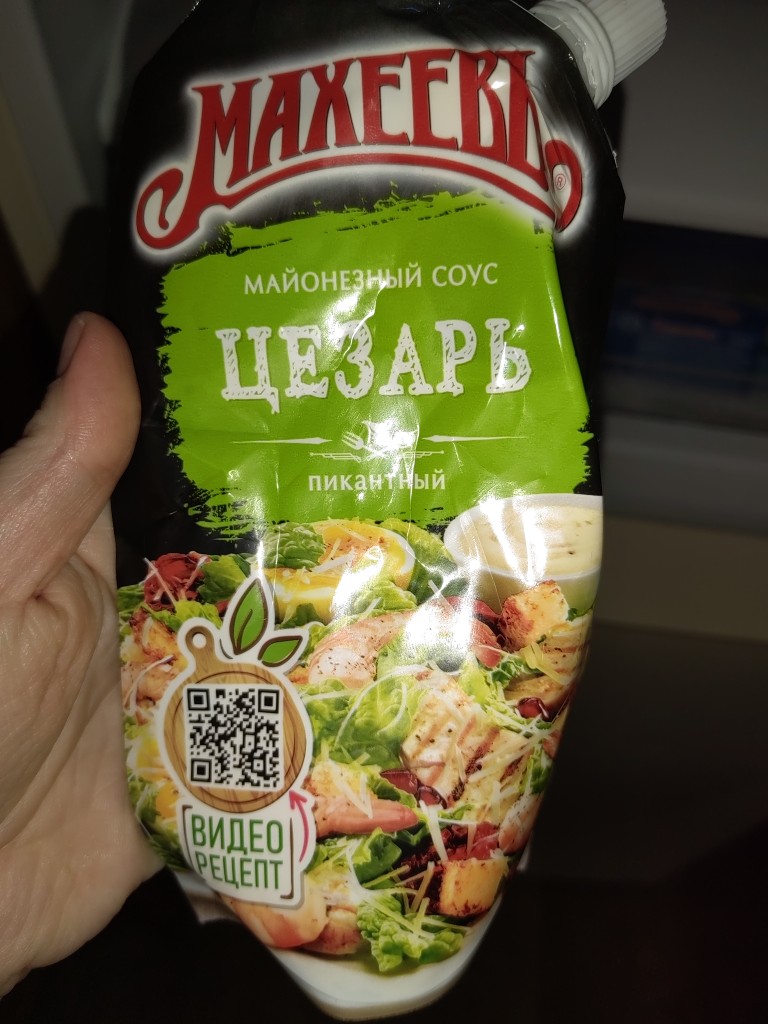 МАХЕЕВЪ
®
МАЙОНЕЗНЫЙ СОУС
ЦЕЗАРЬ
ПИКАНТНЫЙ
ВИДЕО
РЕЦЕПТ